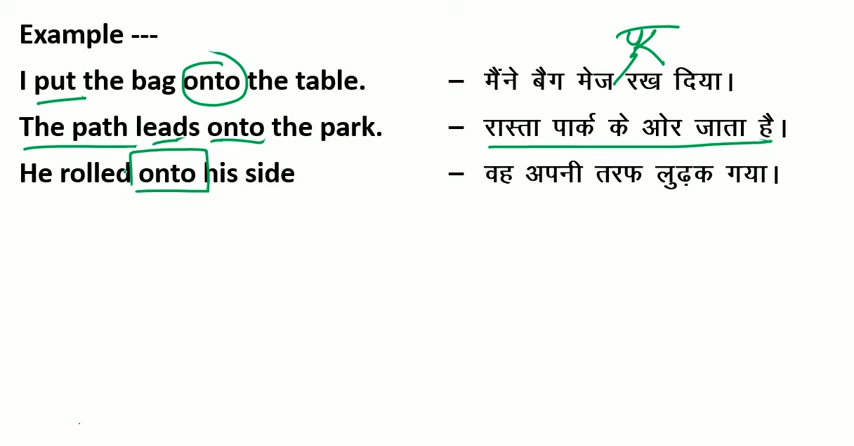 Example ---
I put the bag onto the table. – मैंने बैग मेज रख दिया।
The path leads onto the park. – रास्ता पार्क के ओर जाता है।
He rolled onto his side – वह अपनी तरफ लुढ़क गया।